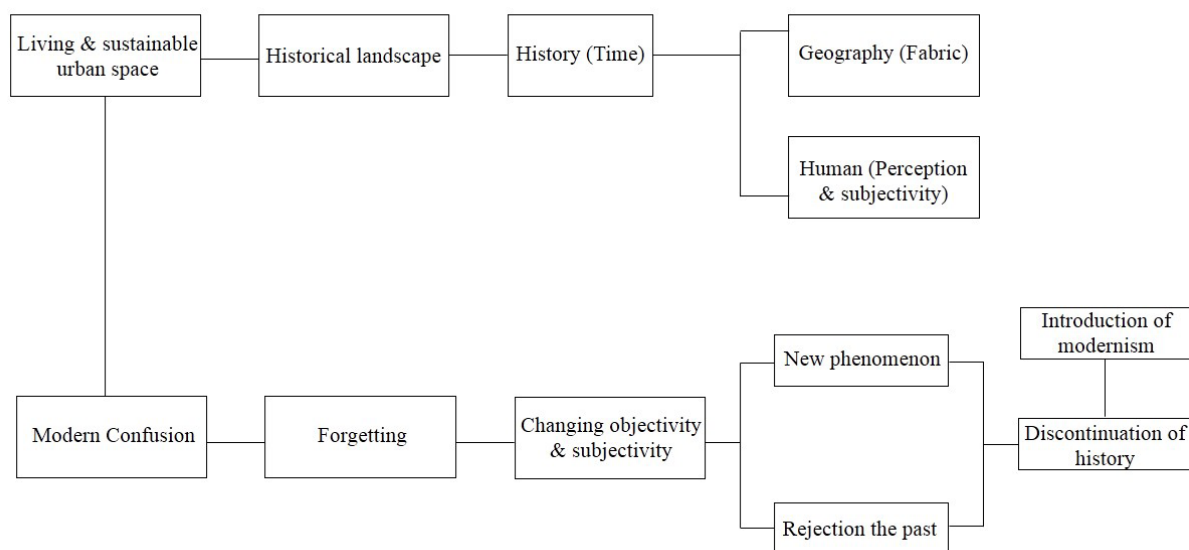 Living & sustainable
urban space
Historical landscape
History (Time)
Geography (Fabric)
Human (Perception
& subjectivity)
Introduction of
modernism
New phenomenon
Modern Confusion
Forgetting
Changing objectivity
& subjectivity
Discontinuation of
history
Rejection the past